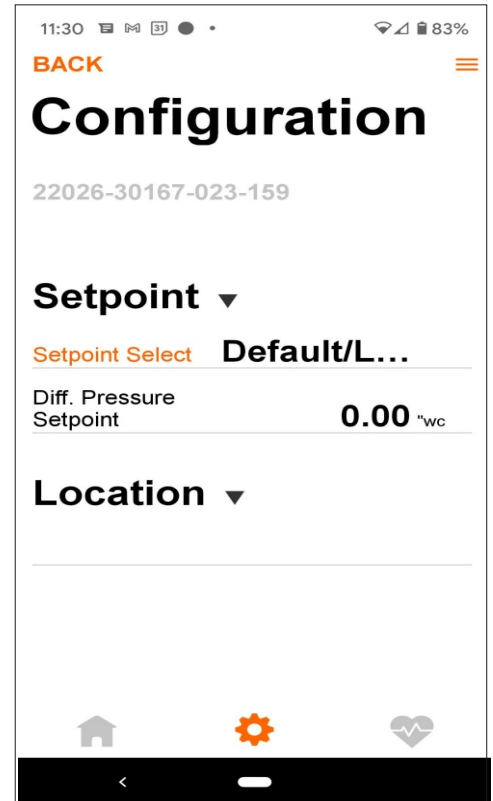 11:30 31 83%
BACK
Configuration
22026-30167-023-159
Setpoint
Setpoint Select Default/L...
Diff. Pressure
Setpoint 0.00 "wc
Location